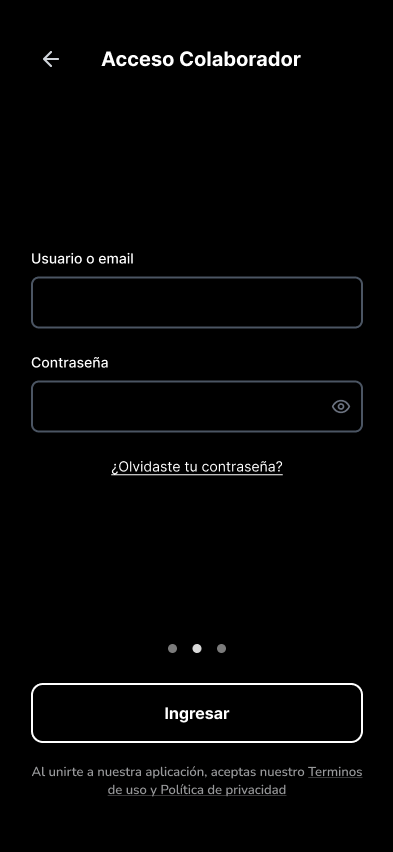 Acceso Colaborador
Usuario o email
Contraseña
¿Olvidaste tu contraseña?
Ingresar
Al unirte a nuestra aplicación, aceptas nuestro Terminos
de uso y Política de privacidad